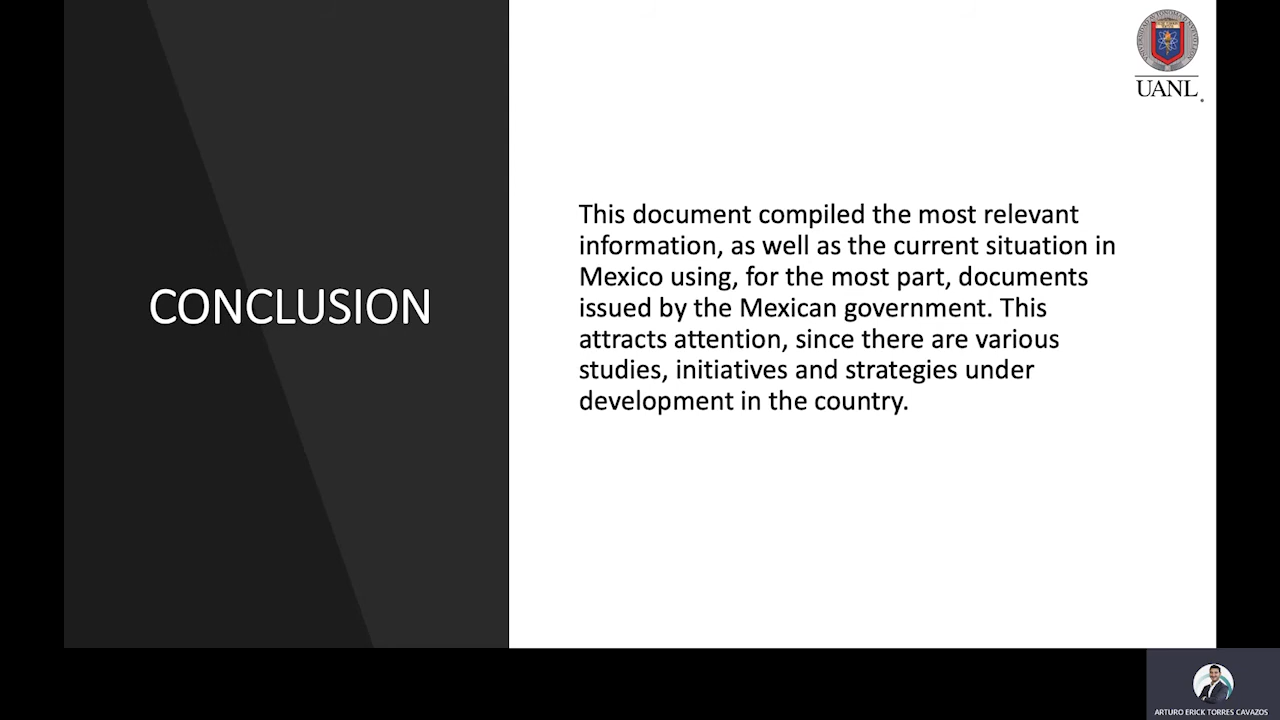 UANL
CONCLUSION
This document compiled the most relevant
information, as well as the current situation in
Mexico using, for the most part, documents
issued by the Mexican government. This
attracts attention, since there are various
studies, initiatives and strategies under
development in the country.
ARTURO ERICK TORRES CAVAZOS